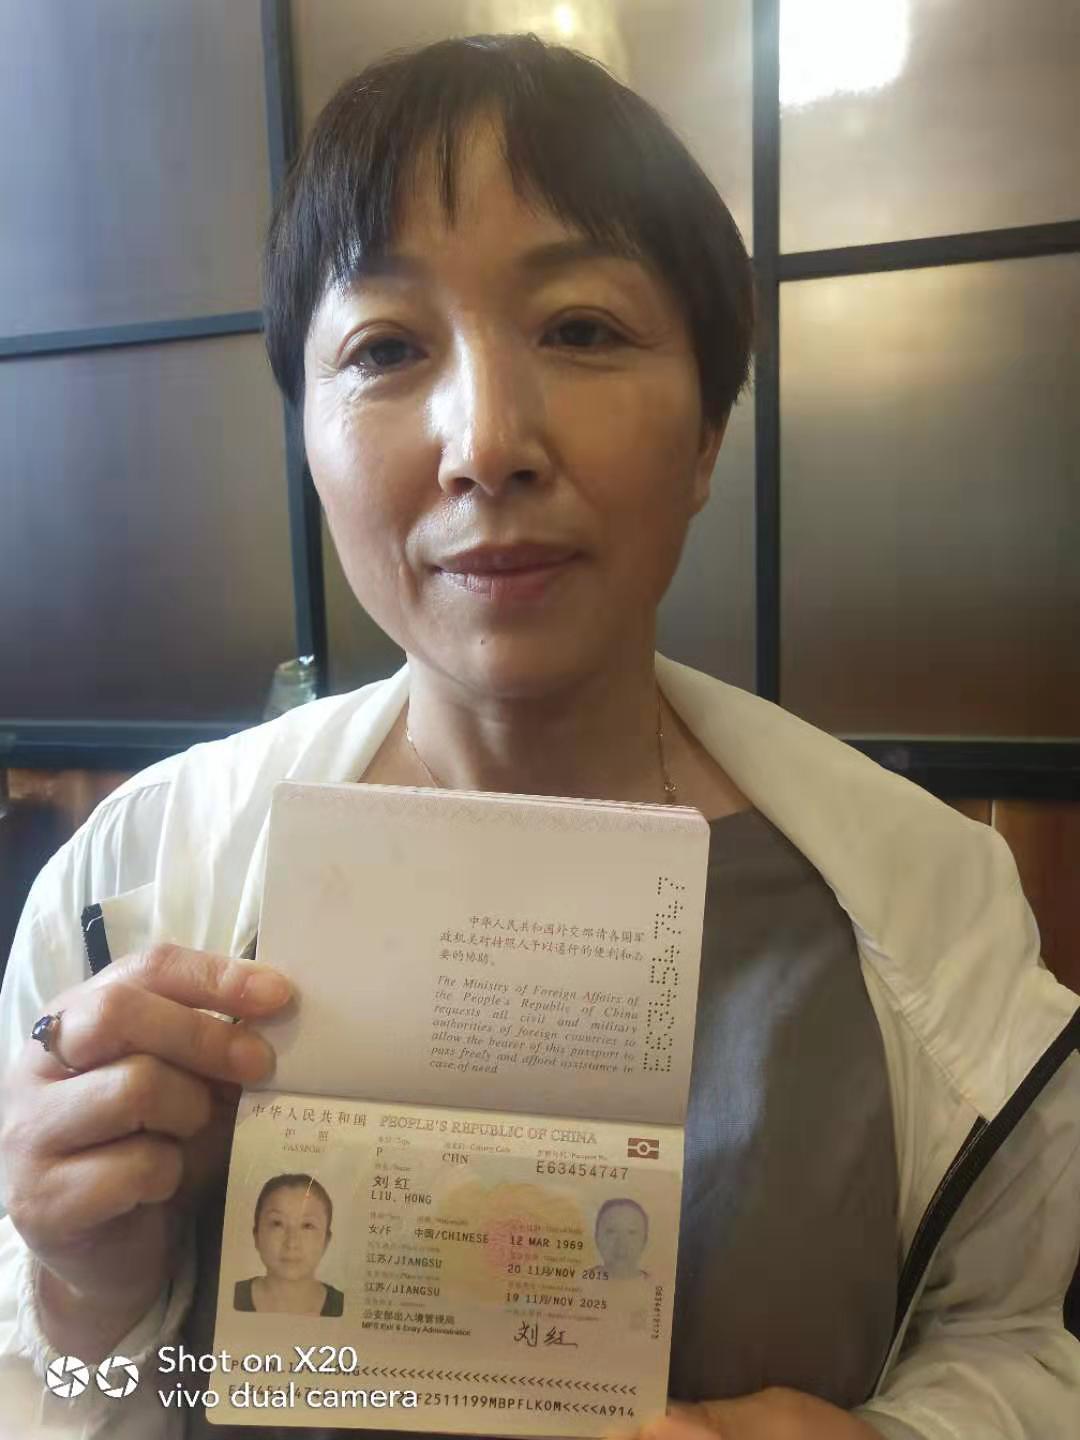 中华人民共和国外交部请各国军
政机关对持照人予以通行的便利和必
要的协助。
The Ministry of Foreign Affairs of
the People's Republic of China
requests all civil and military
authorities of foreign countries to
allow the bearer of this passport to
pass freely and afford assistance in
case of need
E63454747
中华人民共和国 PEOPLE'S REPUBLIC OF CHINA
护 照
PASSPORT
P
CHN
E63454747
刘红
LIU, HONG
女/F 中国/CHINESE 12 MAR 1969
江苏/JIANGSU 20 11月/NOV 2015
江苏/JIANGSU 19 11月/NOV 2025
公安部出入境管理局
MPS Exit & Entry Administration
刘红
Shot on X20
vivo dual camera